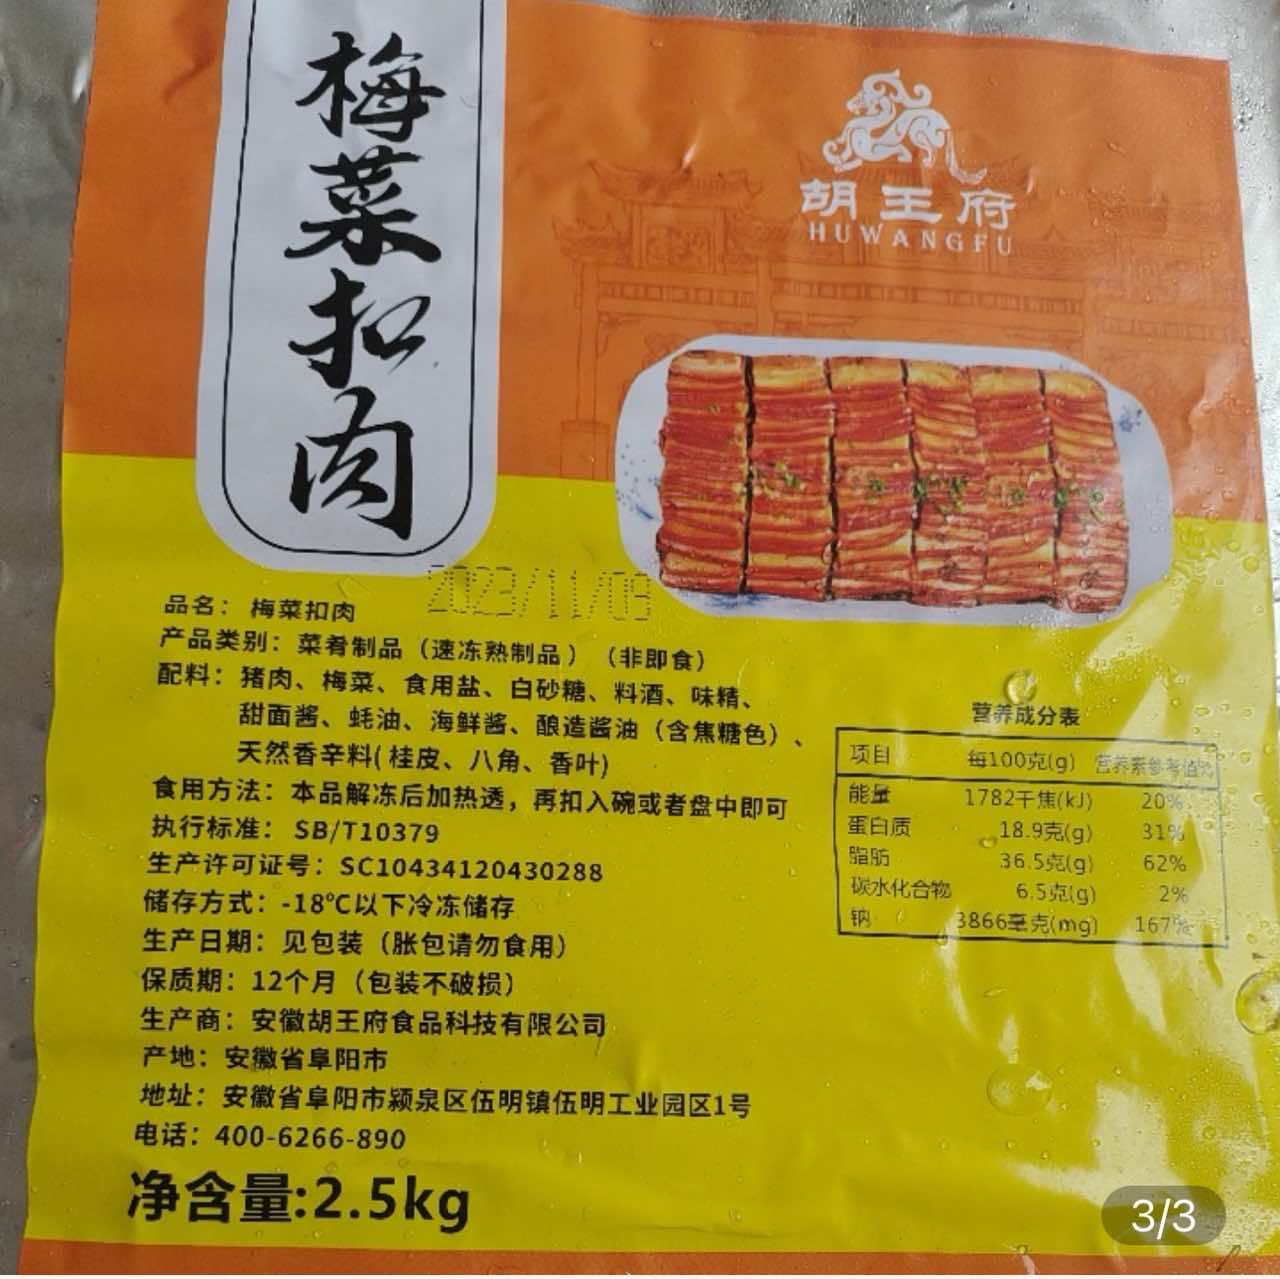 梅菜扣肉
胡王府
HUWANGFU
2023/11/09
品名：梅菜扣肉
产品类别：菜肴制品（速冻熟制品）（非即食）
配料：猪肉、梅菜、食用盐、白砂糖、料酒、味精、
甜面酱、蚝油、海鲜酱、酿造酱油（含焦糖色）、
天然香辛料(桂皮、八角、香叶)
食用方法：本品解冻后加热透，再扣入碗或者盘中即可
执行标准：SB/T10379
生产许可证号：SC10434120430288
储存方式：-18℃以下冷冻储存
生产日期：见包装（胀包请勿食用）
保质期：12个月（包装不破损）
生产商：安徽胡王府食品科技有限公司
产地：安徽省阜阳市
地址：安徽省阜阳市颍泉区伍明镇伍明工业园区1号
电话：400-6266-890
净含量:2.5kg
营养成分表
项目 每100克(g) 营养素参考值%
能量 1782千焦(kJ) 20%
蛋白质 18.9克(g) 31%
脂肪 36.5克(g) 62%
碳水化合物 6.5克(g) 2%
钠 3866毫克(mg) 167%
3/3